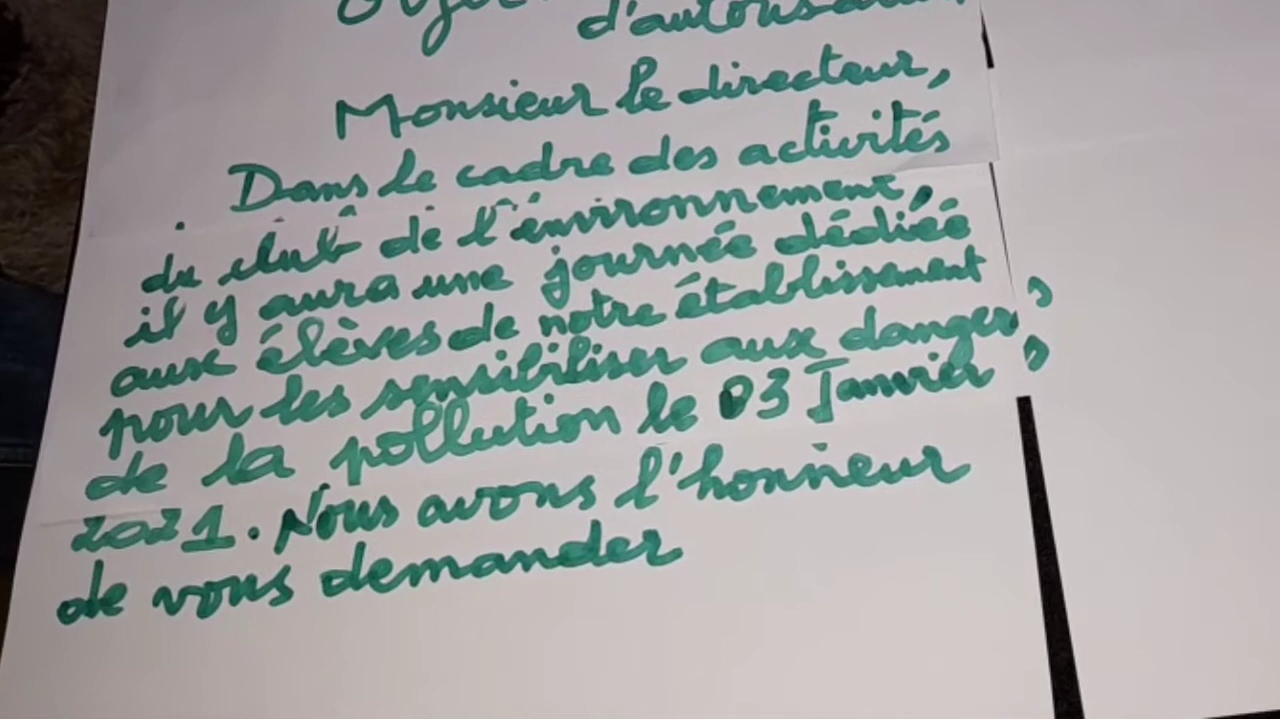 Objet
d'autorisation
Monsieur le directeur,
Dans le cadre des activités
du club de l'environnement,
il y aura une journée dédiée
aux élèves de notre établissement
pour les sensibiliser aux dangers
de la pollution le 03 Janvier,
2021. Nous avons l'honneur
de vous demander